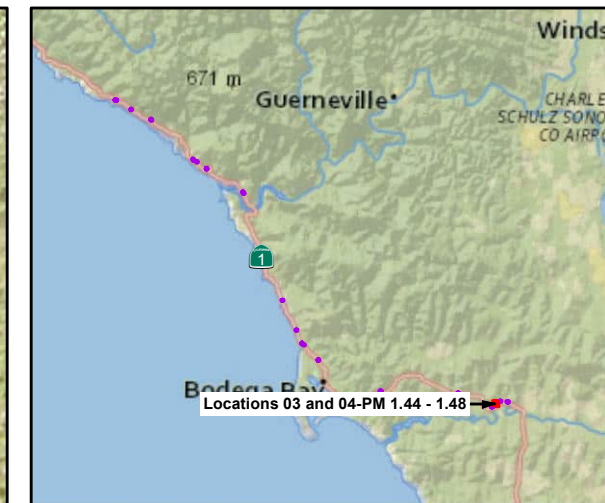 Winds
671 m
Guerneville
CHARLE
SCHULZ SONO
CO AIRPO
1
Bodega Bay
Locations 03 and 04-PM 1.44 - 1.48